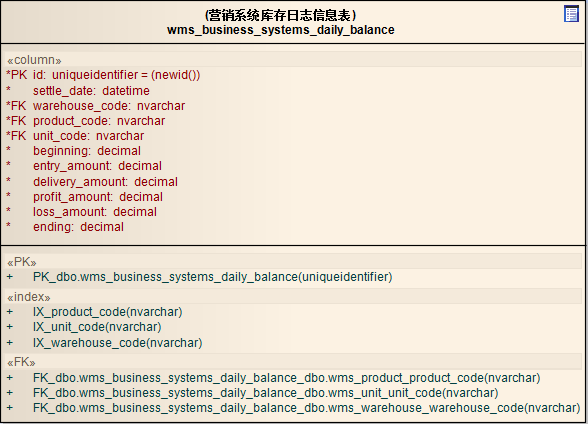 (营销系统库存日志信息表)
wms_business_systems_daily_balance
«column»
*PK id: uniqueidentifier = (newid())
* settle_date: datetime
*FK warehouse_code: nvarchar
*FK product_code: nvarchar
*FK unit_code: nvarchar
* beginning: decimal
* entry_amount: decimal
* delivery_amount: decimal
* profit_amount: decimal
* loss_amount: decimal
* ending: decimal
«PK»
+ PK_dbo.wms_business_systems_daily_balance(uniqueidentifier)
«index»
+ IX_product_code(nvarchar)
+ IX_unit_code(nvarchar)
+ IX_warehouse_code(nvarchar)
«FK»
+ FK_dbo.wms_business_systems_daily_balance_dbo.wms_product_product_code(nvarchar)
+ FK_dbo.wms_business_systems_daily_balance_dbo.wms_unit_unit_code(nvarchar)
+ FK_dbo.wms_business_systems_daily_balance_dbo.wms_warehouse_warehouse_code(nvarchar)